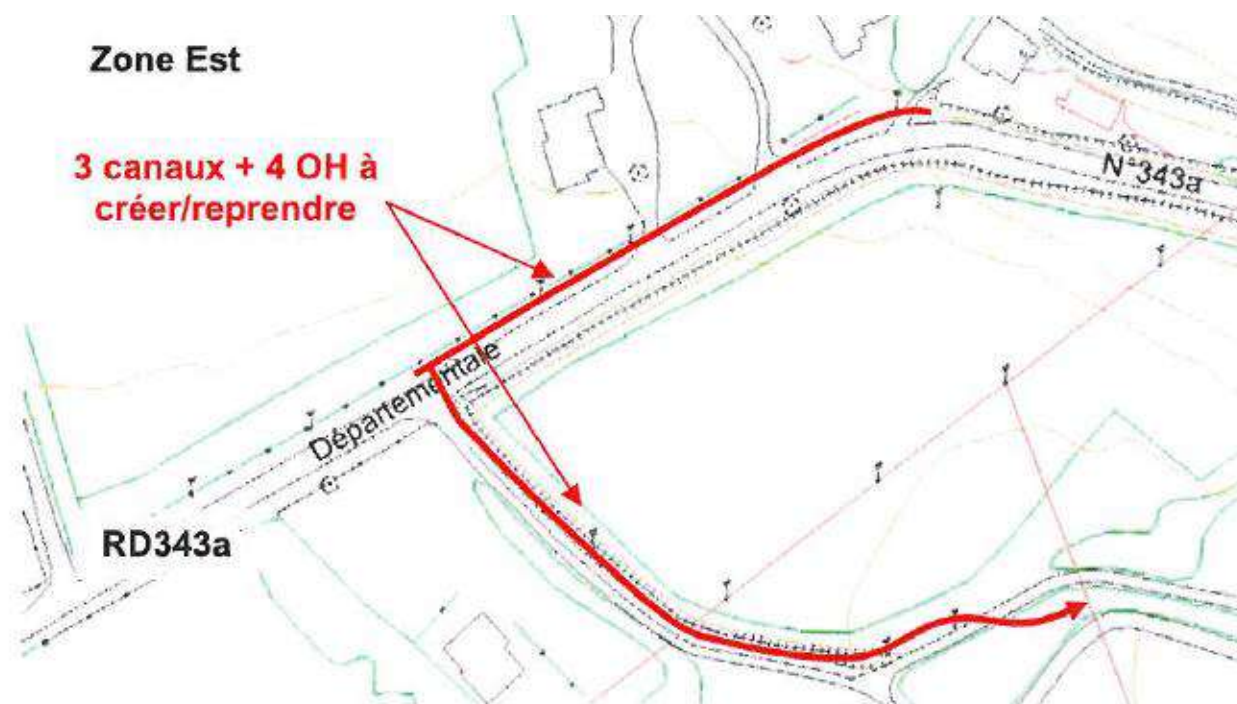 Zone Est
3 canaux + 4 OH à
créer/reprendre
N°343a
Départementale
RD343a